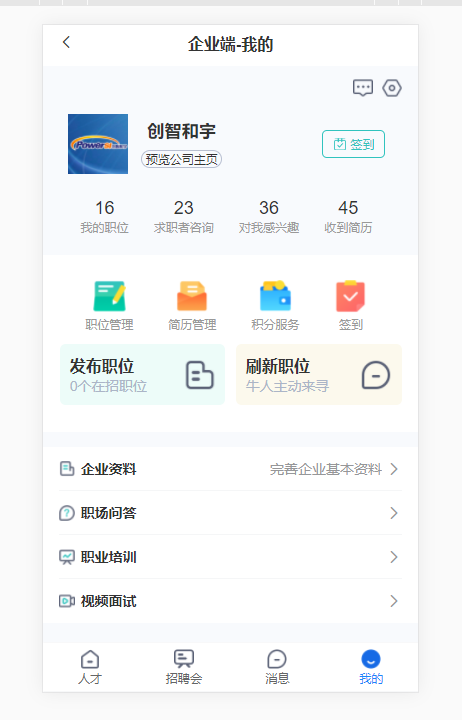 企业端-我的
创智和宇
预览公司主页
签到
16 23 36 45
我的职位 求职者咨询 对我感兴趣 收到简历
职位管理 简历管理 积分服务 签到
发布职位 刷新职位
0个在招职位 牛人主动来寻
企业资料 完善企业基本资料
职场问答
职业培训
视频面试
人才 招聘会 消息 我的